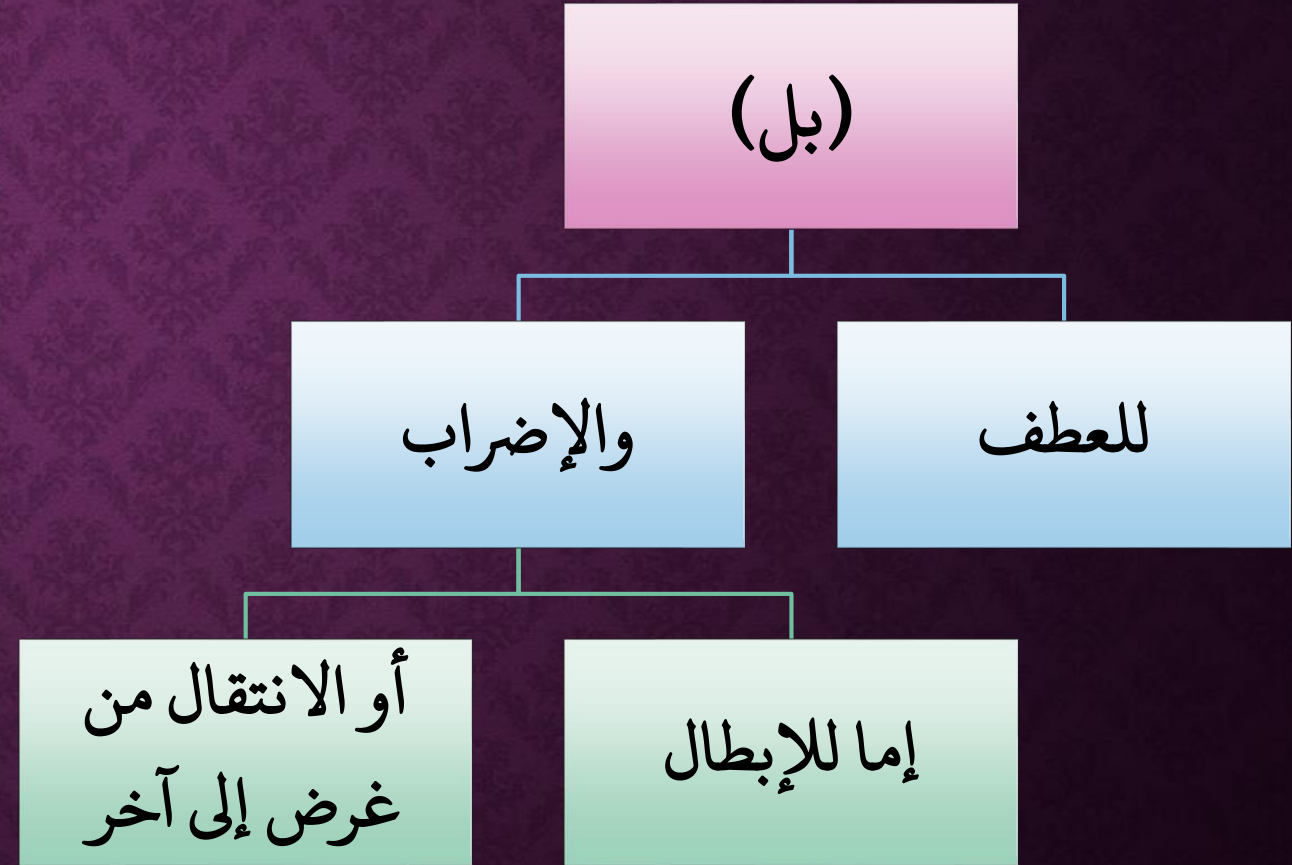 (بل)
للعطف
والإضراب
إما للإبطال
أو الانتقال من
غرض إلى آخر